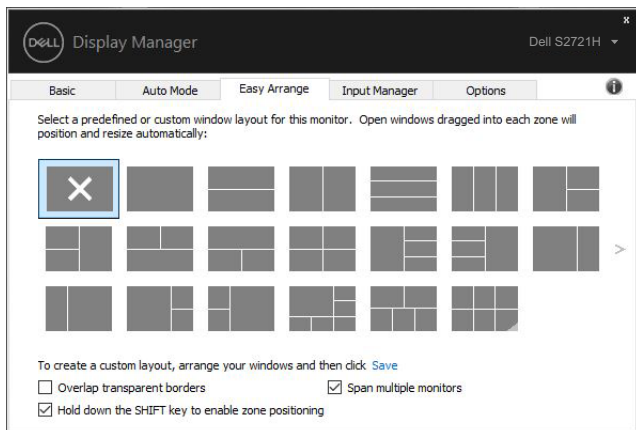 x
DELL Display Manager
Dell S2721H
Basic Auto Mode Easy Arrange Input Manager Options
Select a predefined or custom window layout for this monitor. Open windows dragged into each zone will
position and resize automatically:
>
To create a custom layout, arrange your windows and then click Save
Overlap transparent borders Span multiple monitors
Hold down the SHIFT key to enable zone positioning